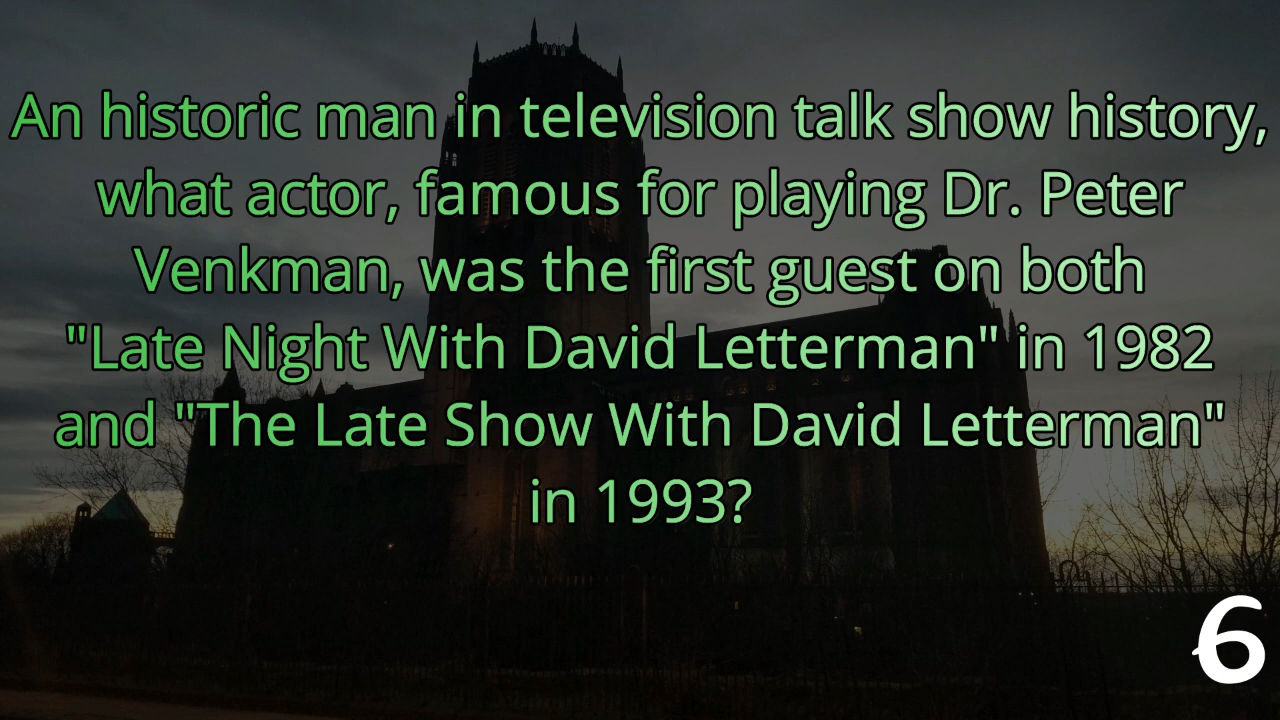 An historic man in television talk show history,
what actor, famous for playing Dr. Peter
Venkman, was the first guest on both
"Late Night With David Letterman" in 1982
and "The Late Show With David Letterman"
in 1993?
6